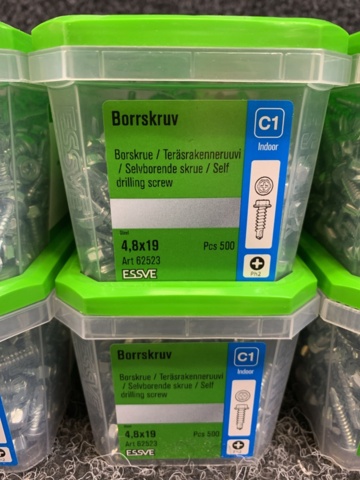 Borrskruv
C1
Indoor
Borskrue / Teräsrakenneruuvi
/ Selvborende skrue / Self
drilling screw
4,8x19
Pcs 500
Art 62523
PH2
ESSVE
Borrskruv
C1
Indoor
Borskrue / Teräsrakenneruuvi
/ Selvborende skrue / Self
drilling screw
4,8x19
Pcs 500
Art 62523
ESSVE